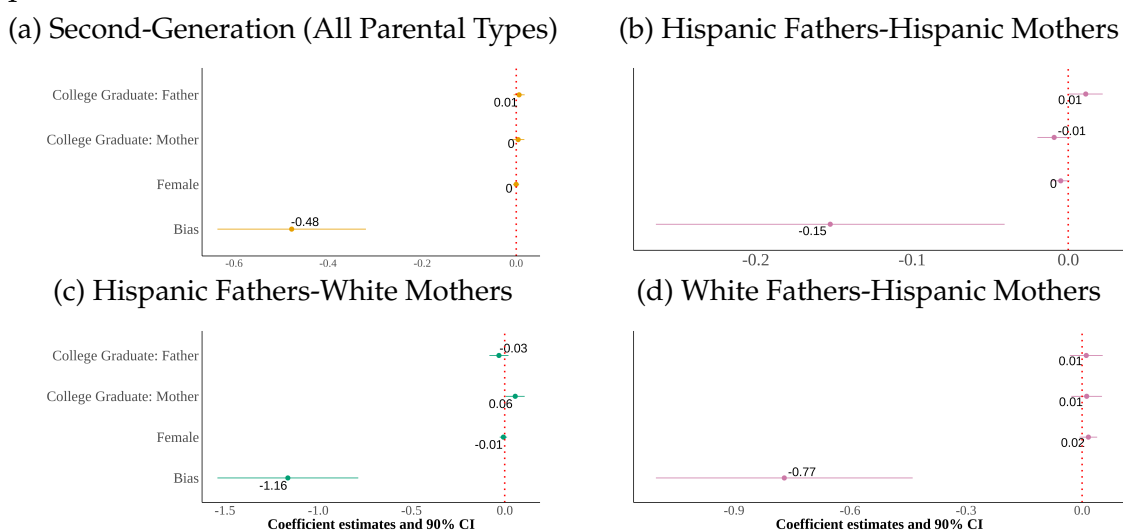 (a) Second-Generation (All Parental Types)
(b) Hispanic Fathers-Hispanic Mothers
College Graduate: Father
0.01
College Graduate: Mother
0
Female
0
Bias
-0.48
-0.6 -0.4 -0.2 0.0
0.01
-0.01
0
-0.15
-0.2 -0.1 0.0
(c) Hispanic Fathers-White Mothers
(d) White Fathers-Hispanic Mothers
College Graduate: Father
-0.03
College Graduate: Mother
0.06
Female
-0.01
Bias
-1.16
-1.5 -1.0 -0.5 0.0
Coefficient estimates and 90% CI
0.01
0.01
0.02
-0.77
-0.9 -0.6 -0.3 0.0
Coefficient estimates and 90% CI